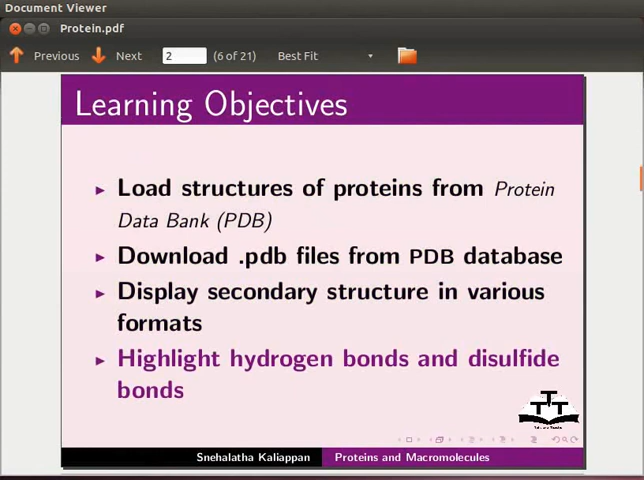 Document Viewer
Protein.pdf
Previous Next 2 (6 of 21) Best Fit
Learning Objectives
Load structures of proteins from Protein
Data Bank (PDB)
Download .pdb files from PDB database
Display secondary structure in various
formats
Highlight hydrogen bonds and disulfide
bonds
Snehalatha Kaliappan Proteins and Macromolecules